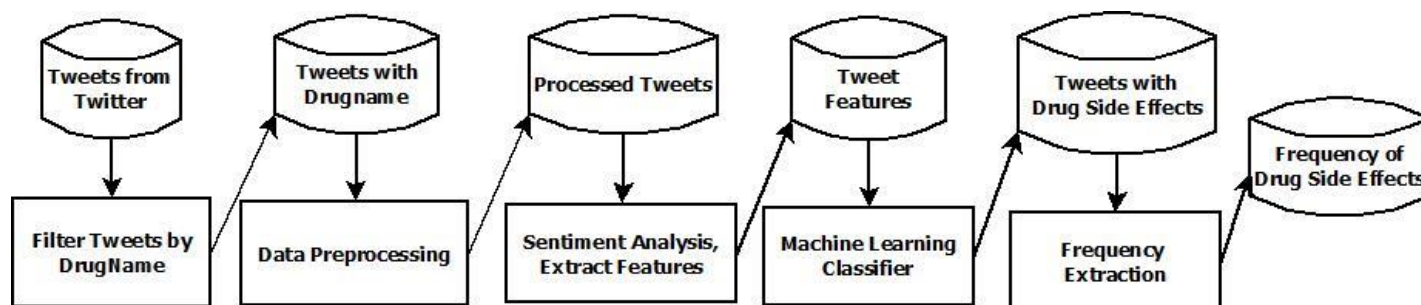 Tweets from
Twitter
Tweets with
Drugname
Processed Tweets
Tweet
Features
Tweets with
Drug Side Effects
Frequency of
Drug Side Effects
Filter Tweets by
DrugName
Data Preprocessing
Sentiment Analysis,
Extract Features
Machine Learning
Classifier
Frequency
Extraction